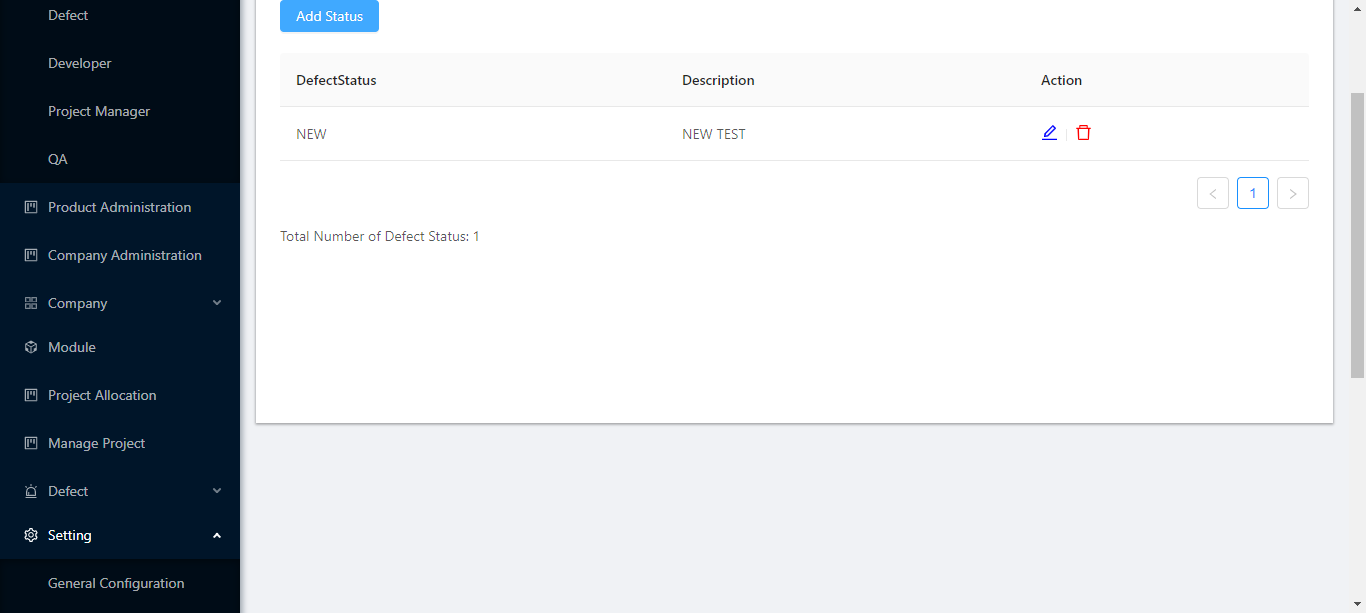 Defect
Developer
Project Manager
QA
Product Administration
Company Administration
Company
Module
Project Allocation
Manage Project
Defect
Setting
General Configuration
Add Status
DefectStatus Description Action
NEW NEW TEST
< 1 >
Total Number of Defect Status: 1